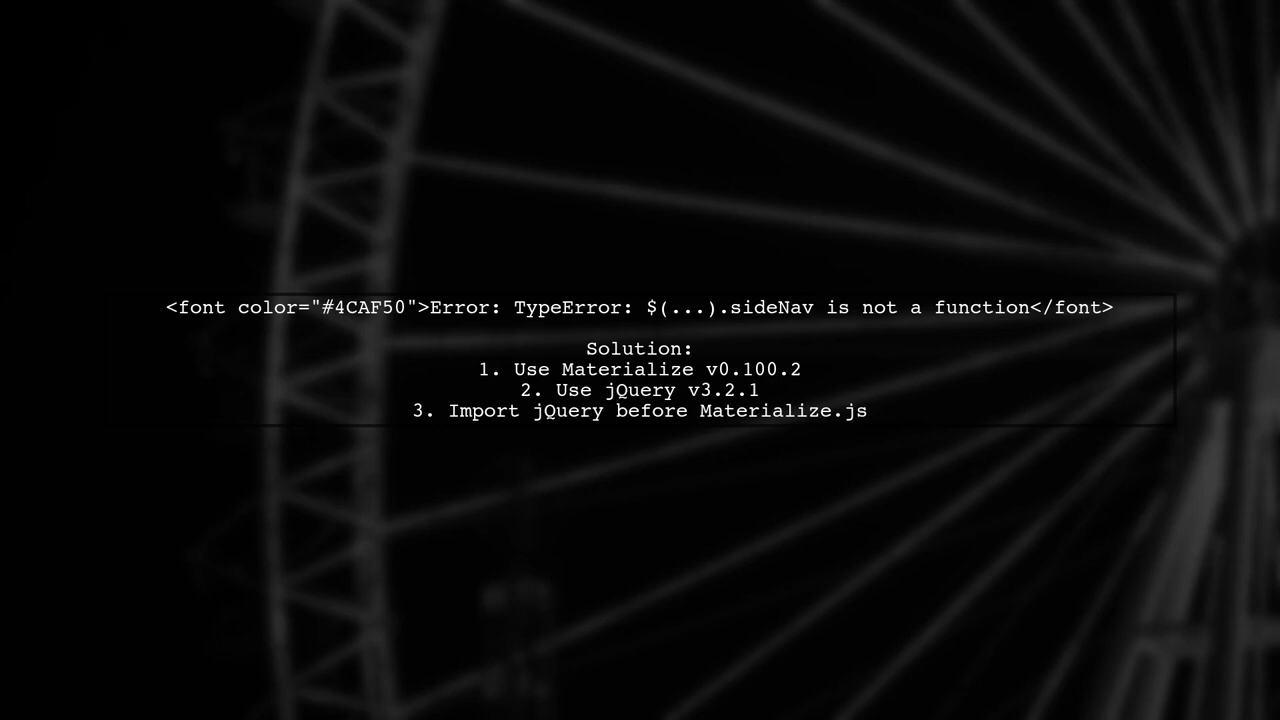 <font color="#4CAF50">Error: TypeError: $(...).sideNav is not a function</font>
Solution:
1. Use Materialize v0.100.2
2. Use jQuery v3.2.1
3. Import jQuery before Materialize.js